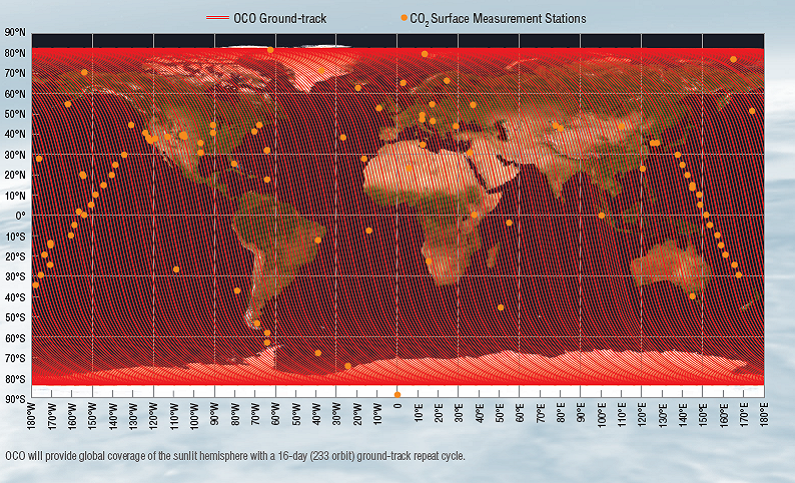 OCO Ground-track CO2 Surface Measurement Stations
90°N
80°N
70°N
60°N
50°N
40°N
30°N
20°N
10°N
0°
10°S
20°S
30°S
40°S
50°S
60°S
70°S
80°S
90°S
180°W 170°W 160°W 150°W 140°W 130°W 120°W 110°W 100°W 90°W 80°W 70°W 60°W 50°W 40°W 30°W 20°W 10°W 0 10°E 20°E 30°E 40°E 50°E 60°E 70°E 80°E 90°E 100°E 110°E 120°E 130°E 140°E 150°E 160°E 170°E 180°E
OCO will provide global coverage of the sunlit hemisphere with a 16-day (233 orbit) ground-track repeat cycle.